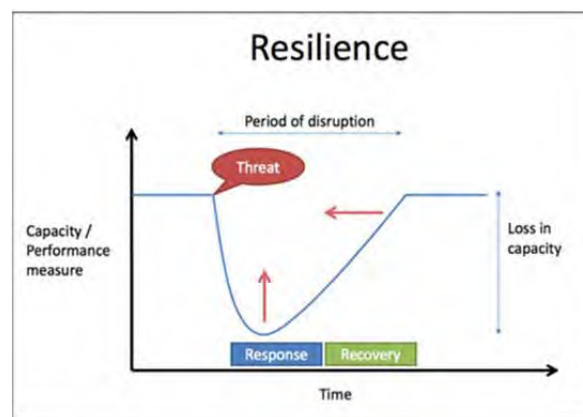 Resilience
Period of disruption
Threat
Capacity /
Performance
measure
Loss in
capacity
Response
Recovery
Time